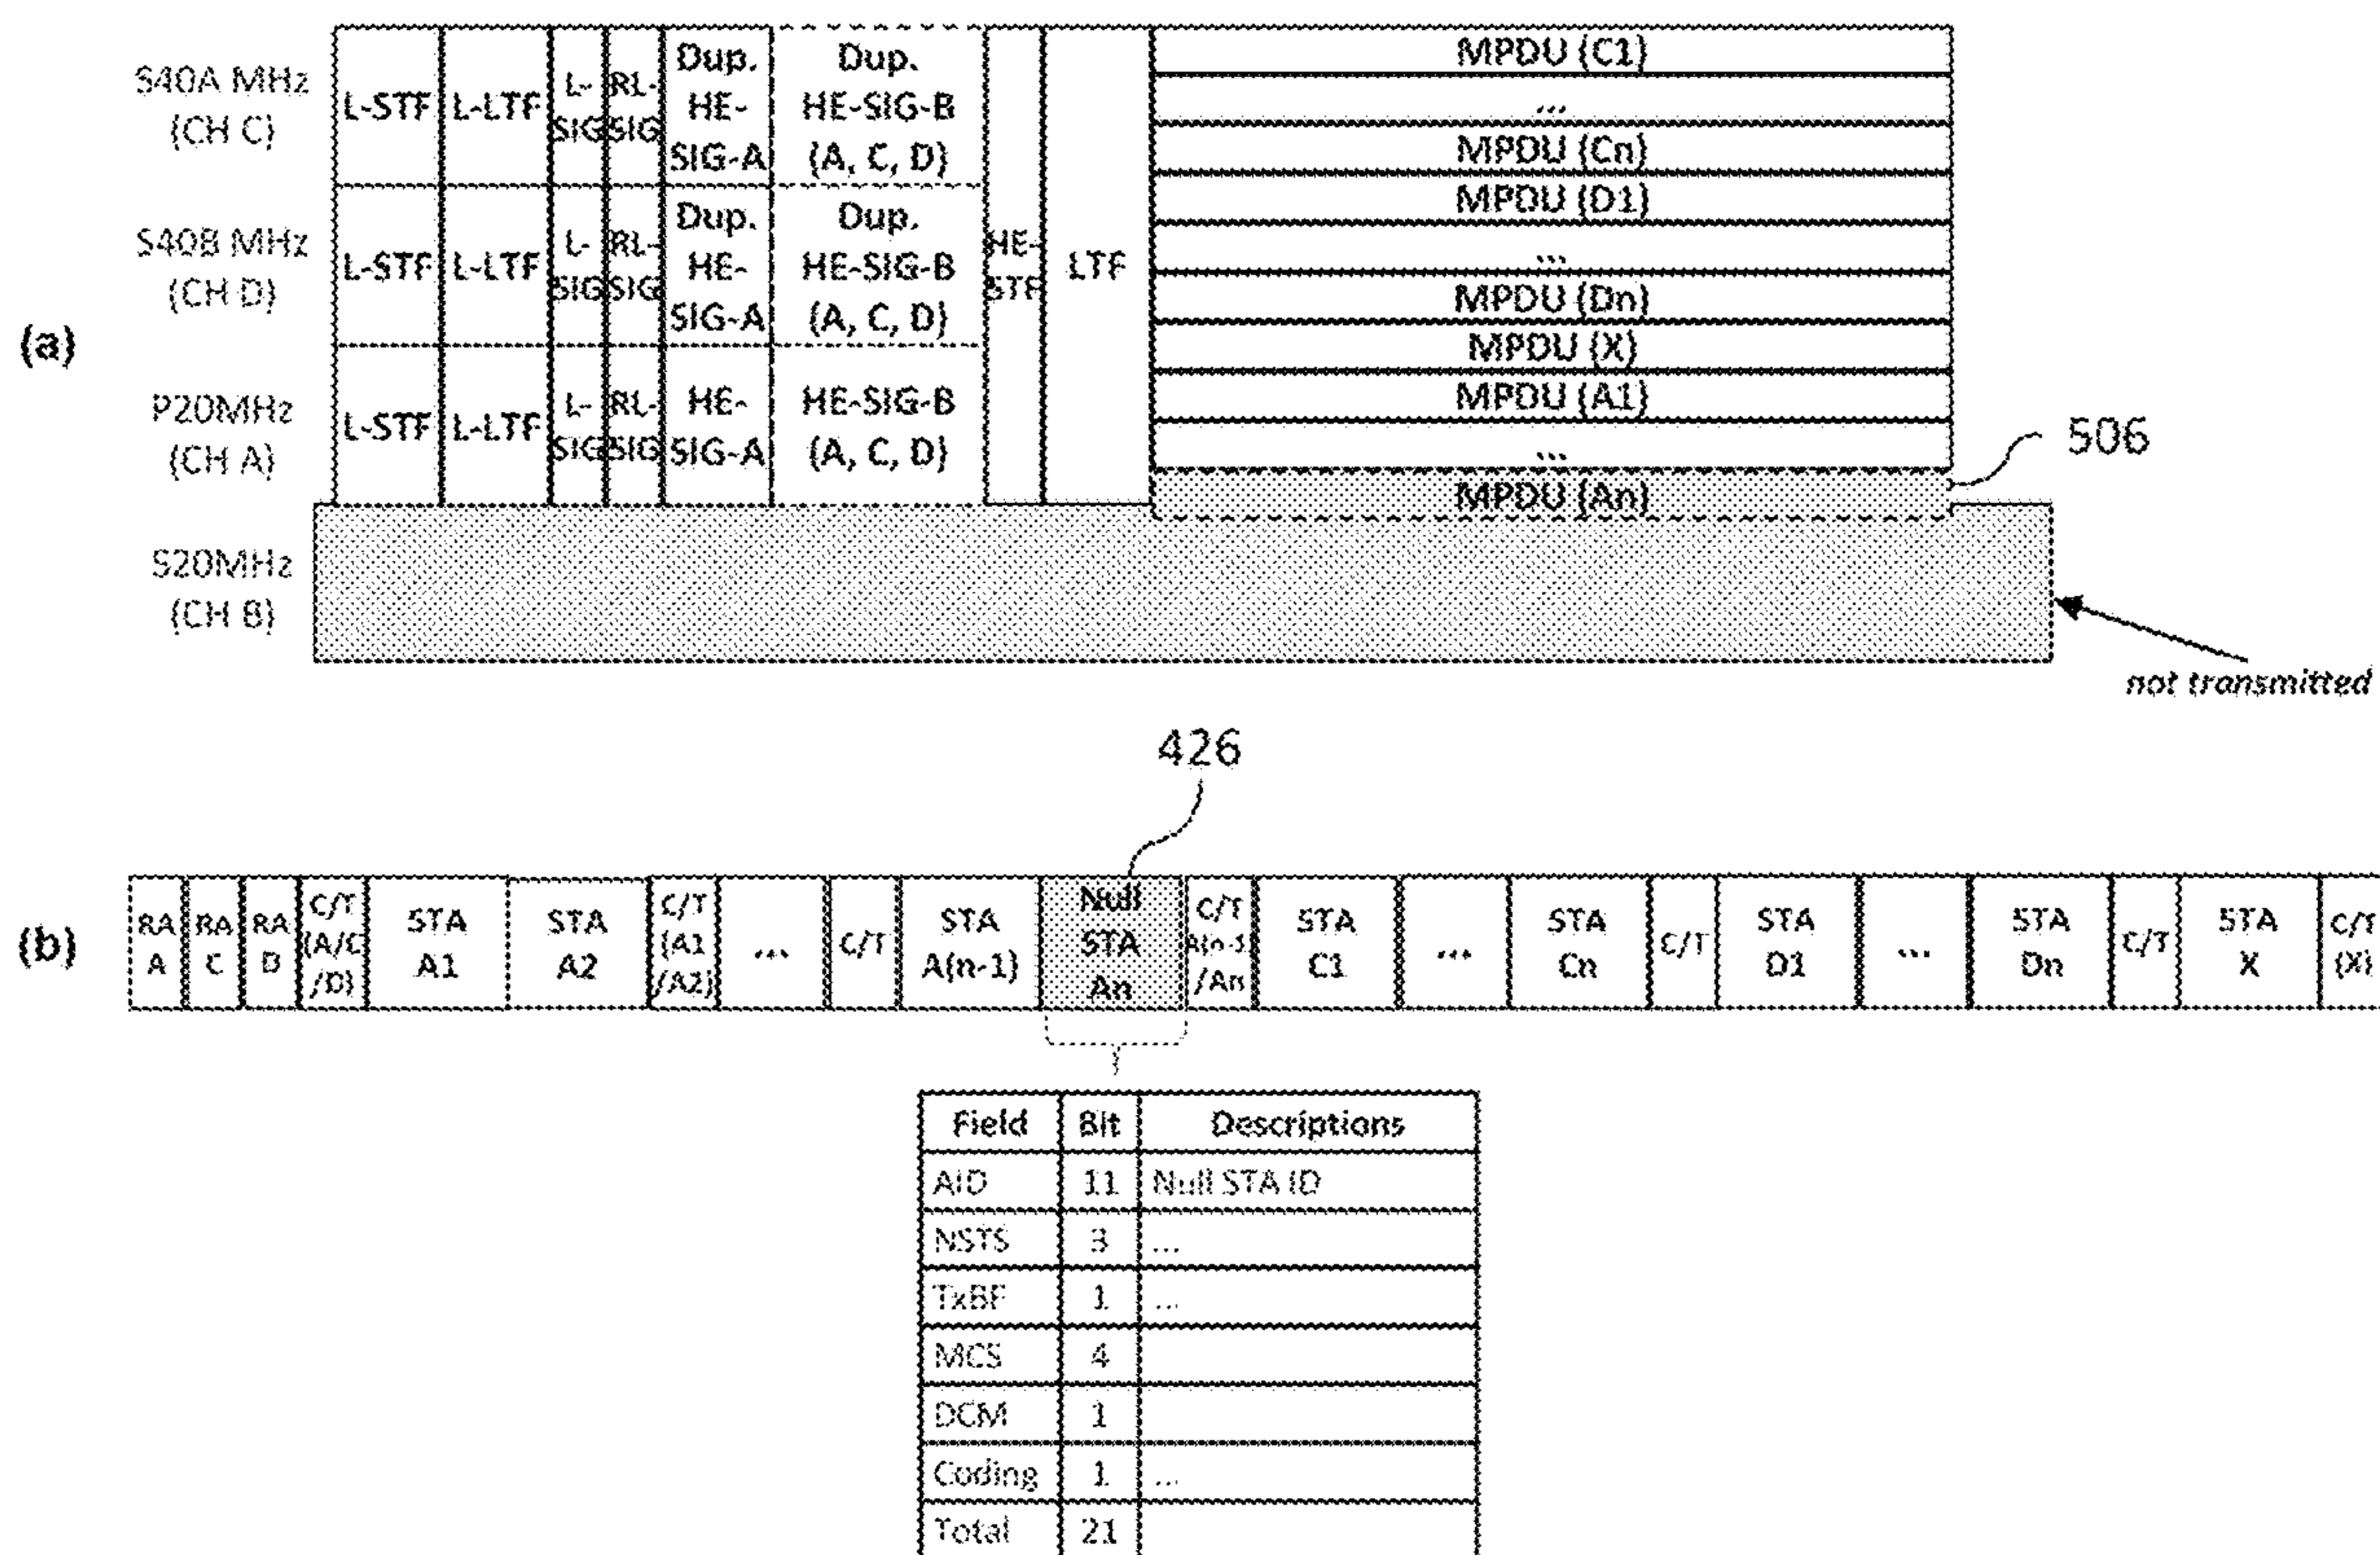 (a)
S40A MHz
(CH C)
L-STF
L-LTF
L-
SIG
RL-
SIG
Dup.
HE-
SIG-A
Dup.
HE-SIG-B
(A, C, D)
S40B MHz
(CH D)
L-STF
L-LTF
L-
SIG
RL-
SIG
Dup.
HE-
SIG-A
Dup.
HE-SIG-B
(A, C, D)
P20MHz
(CH A)
L-STF
L-LTF
L-
SIG
RL-
SIG
HE-
SIG-A
HE-SIG-B
(A, C, D)
HE-
STF
LTF
MPDU (C1)
...
MPDU (Cn)
MPDU (D1)
...
MPDU (Dn)
MPDU (X)
MPDU (A1)
...
MPDU (An)
506
S20MHz
(CH B)
not transmitted
426
(b)
RA
A
RA
C
RA
D
C/T
(A/C
/D)
STA
A1
STA
A2
C/T
(A1
/A2)
...
C/T
STA
A(n-1)
Null
STA
An
C/T
A(n-1)
/An
STA
C1
...
STA
Cn
C/T
STA
D1
...
STA
Dn
C/T
STA
X
C/T
(X)
Field Bit Descriptions
AID 11 Null STA ID
NSTS 3 ...
TxBF 1 ...
MCS 4
DCM 1
Coding 1 ...
Total 21